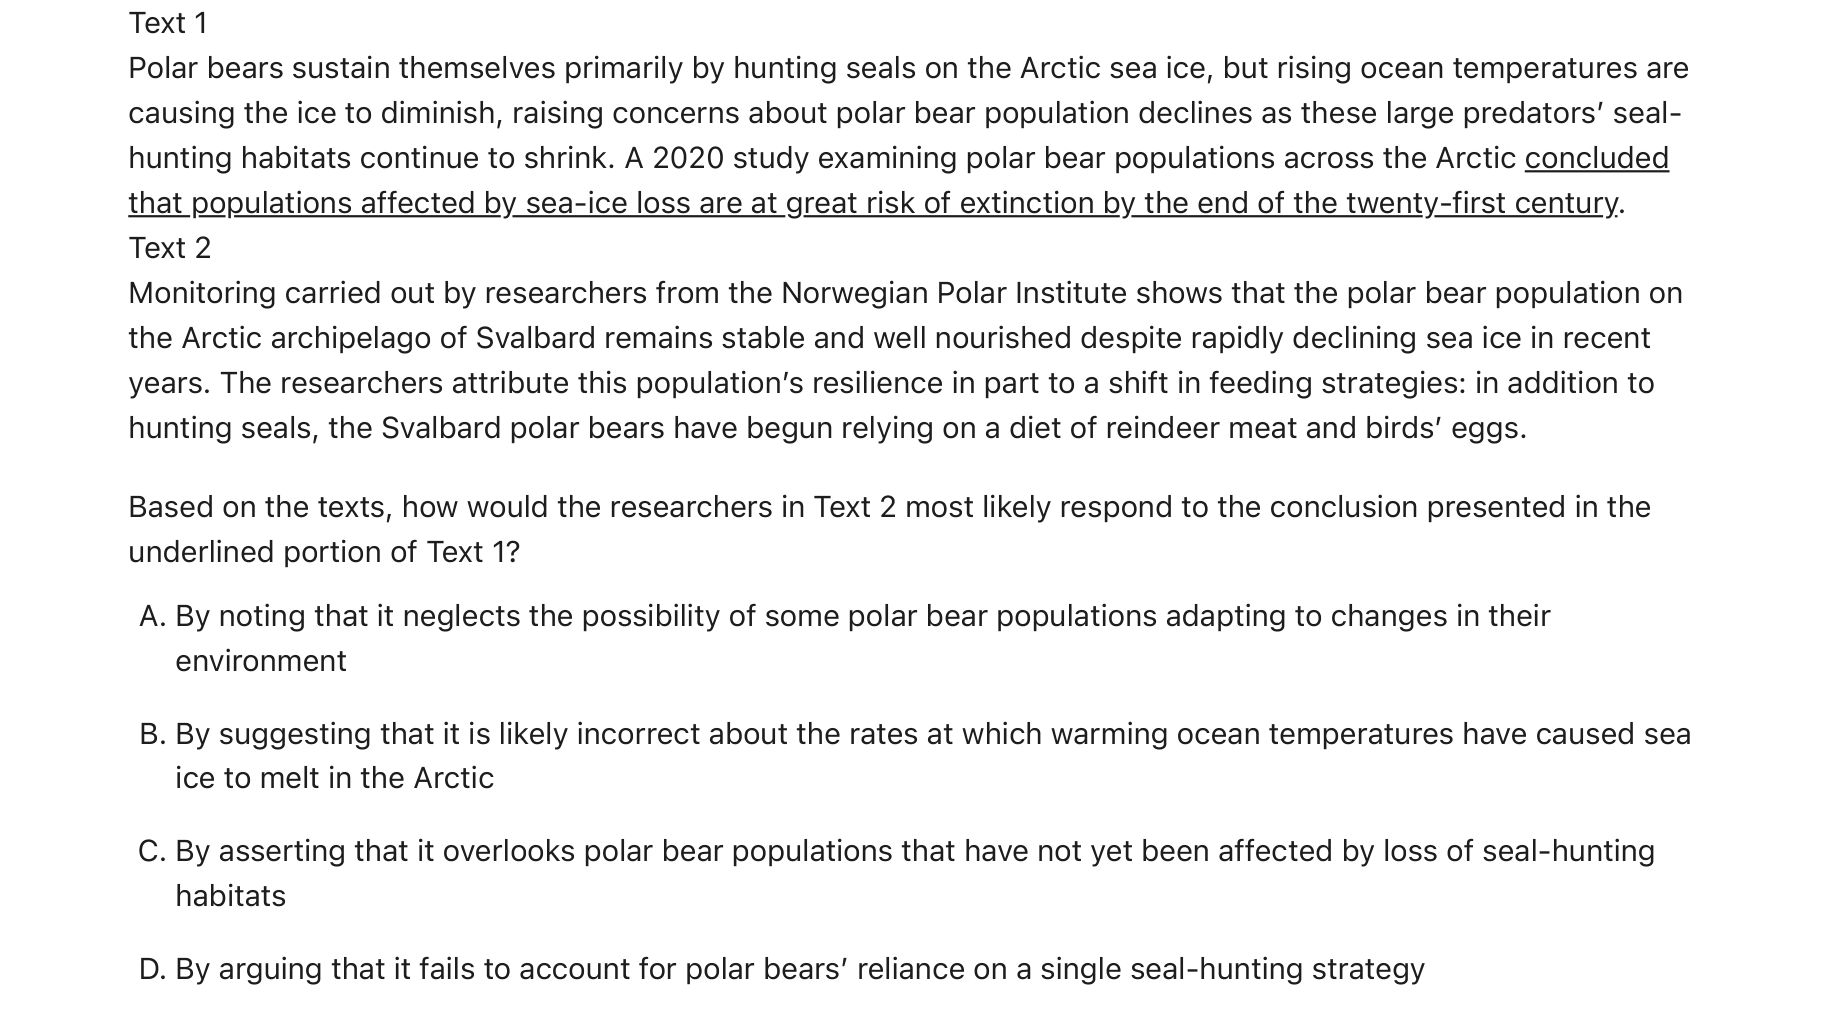 Text 1
Polar bears sustain themselves primarily by hunting seals on the Arctic sea ice, but rising ocean temperatures are
causing the ice to diminish, raising concerns about polar bear population declines as these large predators’ seal-
hunting habitats continue to shrink. A 2020 study examining polar bear populations across the Arctic concluded
that populations affected by sea-ice loss are at great risk of extinction by the end of the twenty-first century.
Text 2
Monitoring carried out by researchers from the Norwegian Polar Institute shows that the polar bear population on
the Arctic archipelago of Svalbard remains stable and well nourished despite rapidly declining sea ice in recent
years. The researchers attribute this population’s resilience in part to a shift in feeding strategies: in addition to
hunting seals, the Svalbard polar bears have begun relying on a diet of reindeer meat and birds’ eggs.
Based on the texts, how would the researchers in Text 2 most likely respond to the conclusion presented in the
underlined portion of Text 1?
A. By noting that it neglects the possibility of some polar bear populations adapting to changes in their
environment
B. By suggesting that it is likely incorrect about the rates at which warming ocean temperatures have caused sea
ice to melt in the Arctic
C. By asserting that it overlooks polar bear populations that have not yet been affected by loss of seal-hunting
habitats
D. By arguing that it fails to account for polar bears’ reliance on a single seal-hunting strategy